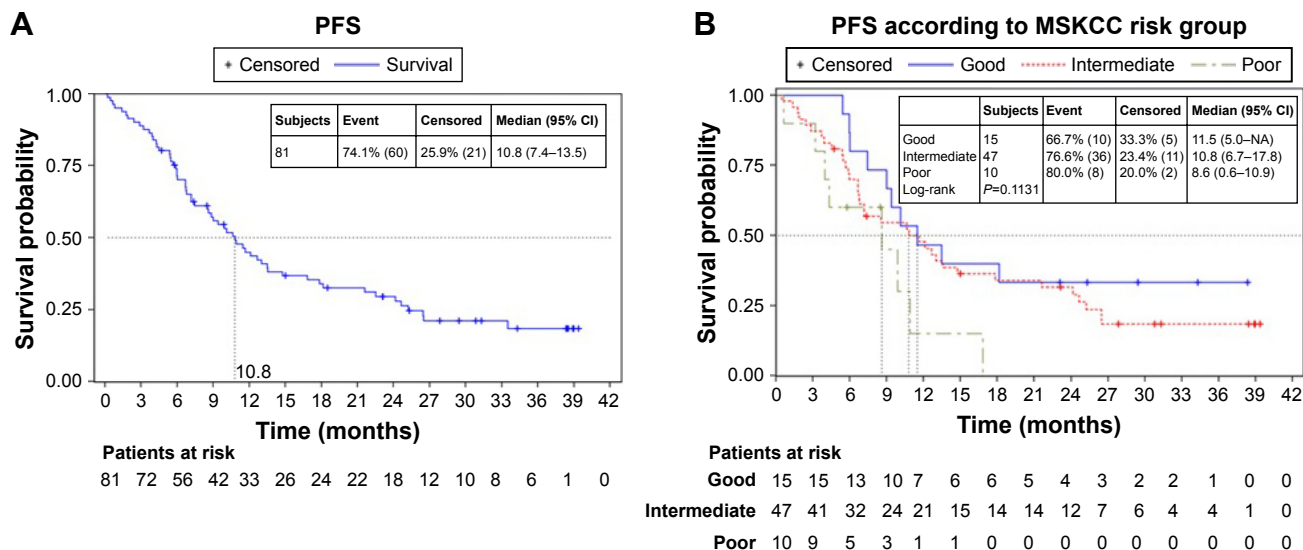 A
PFS
Censored Survival
Survival probability
1.00
0.75
0.50
0.25
0.00
Subjects Event Censored Median (95% CI)
81 74.1% (60) 25.9% (21) 10.8 (7.4–13.5)
10.8
0 3 6 9 12 15 18 21 24 27 30 33 36 39 42
Time (months)
Patients at risk
81 72 56 42 33 26 24 22 18 12 10 8 6 1 0
B
PFS according to MSKCC risk group
Censored Good Intermediate Poor
Survival probability
1.00
0.75
0.50
0.25
0.00
Subjects Event Censored Median (95% CI)
Good 15 66.7% (10) 33.3% (5) 11.5 (5.0–NA)
Intermediate 47 76.6% (36) 23.4% (11) 10.8 (6.7–17.8)
Poor 10 80.0% (8) 20.0% (2) 8.6 (0.6–10.9)
Log-rank P=0.1131
0 3 6 9 12 15 18 21 24 27 30 33 36 39 42
Time (months)
Patients at risk
Good 15 15 13 10 7 6 6 5 4 3 2 2 1 0 0
Intermediate 47 41 32 24 21 15 14 14 12 7 6 4 4 1 0
Poor 10 9 5 3 1 1 0 0 0 0 0 0 0 0 0